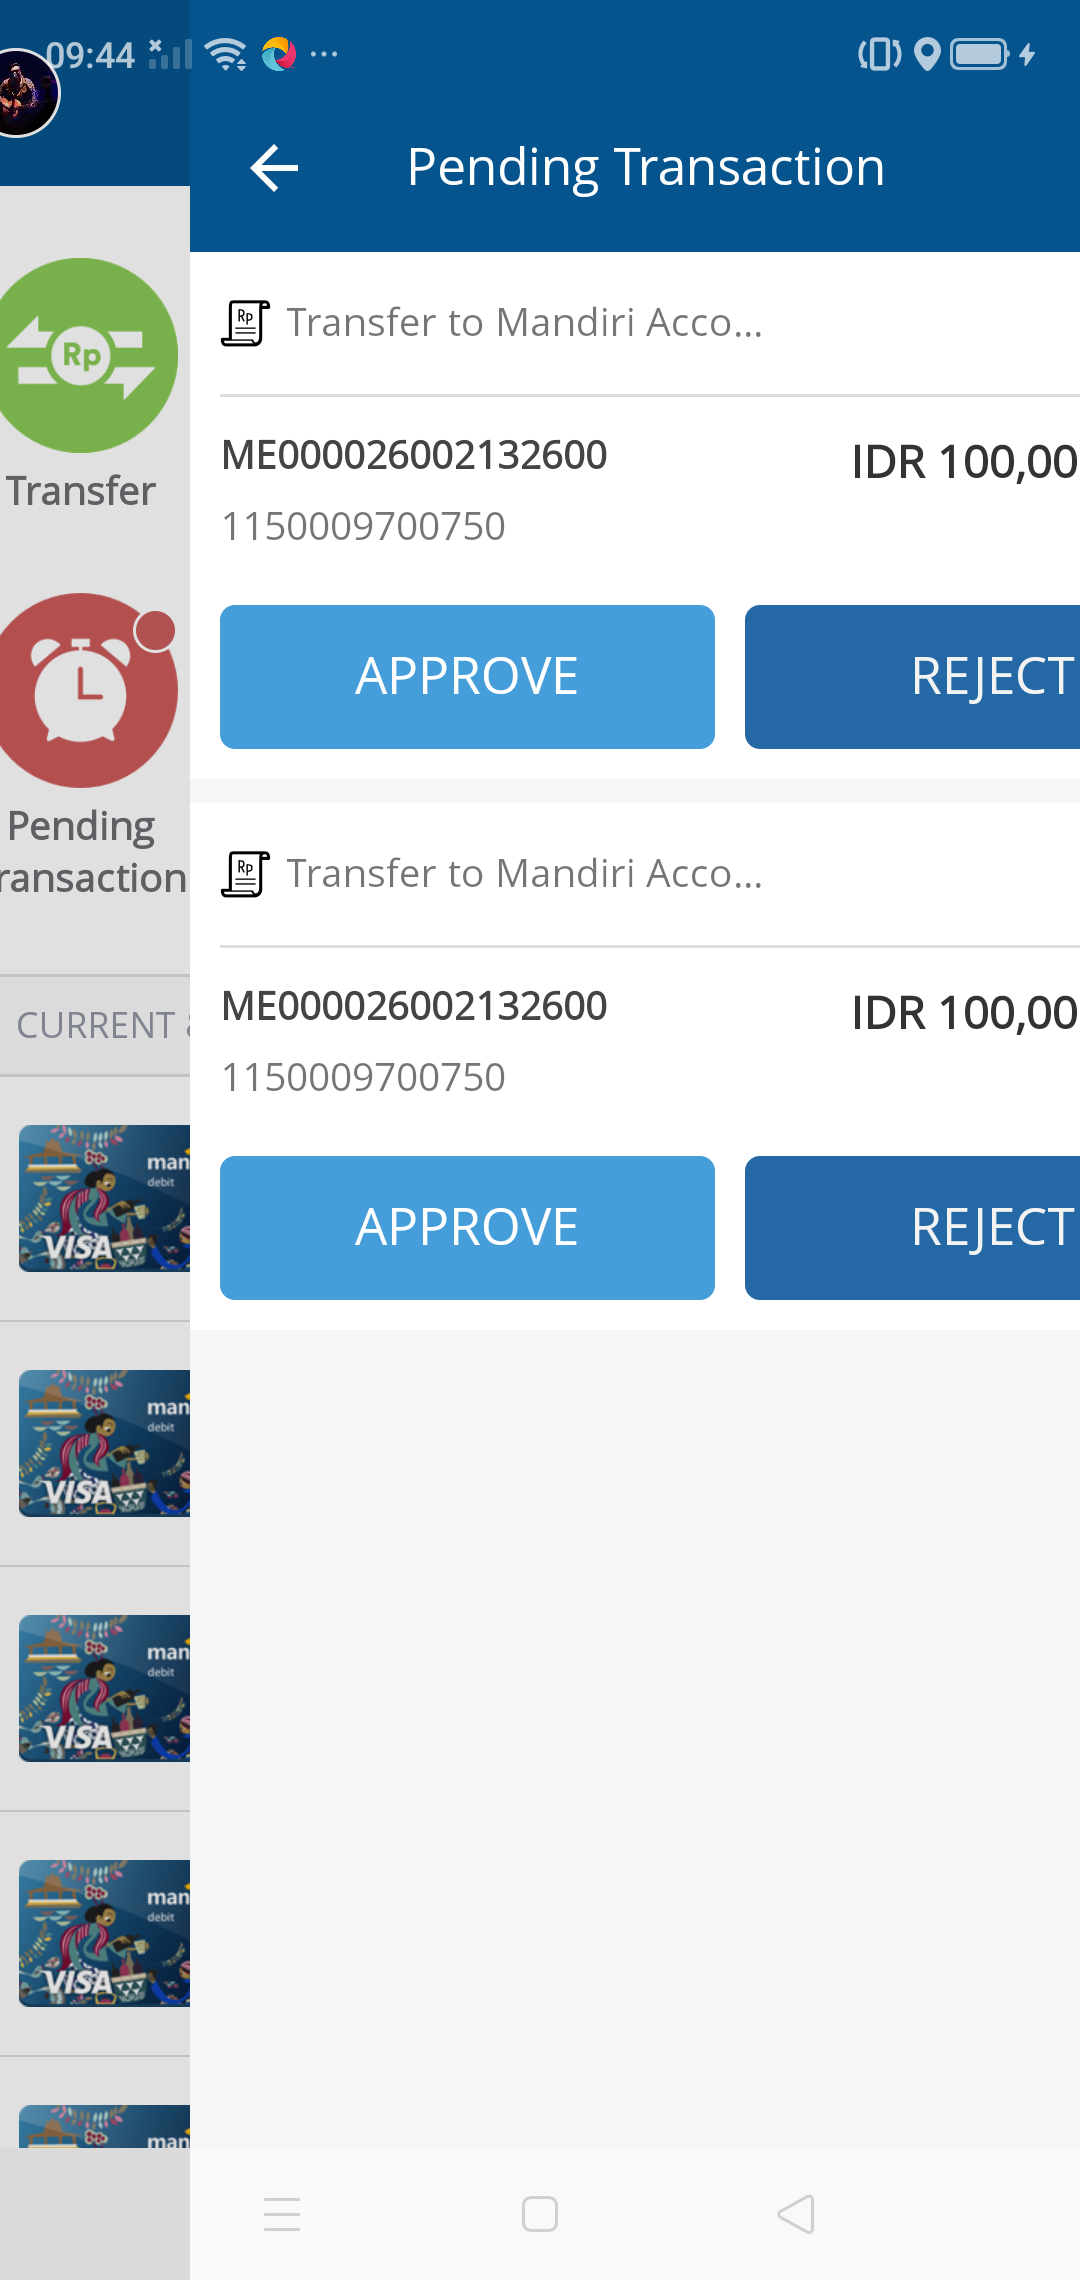 09:44
Pending Transaction
Rp
Transfer
Pending
ransaction
CURRENT
man
debit
VISA
man
debit
VISA
man
debit
VISA
man
debit
VISA
man
Rp
Transfer to Mandiri Acco...
ME000026002132600
IDR 100,00
1150009700750
APPROVE
REJECT
Rp
Transfer to Mandiri Acco...
ME000026002132600
IDR 100,00
1150009700750
APPROVE
REJECT